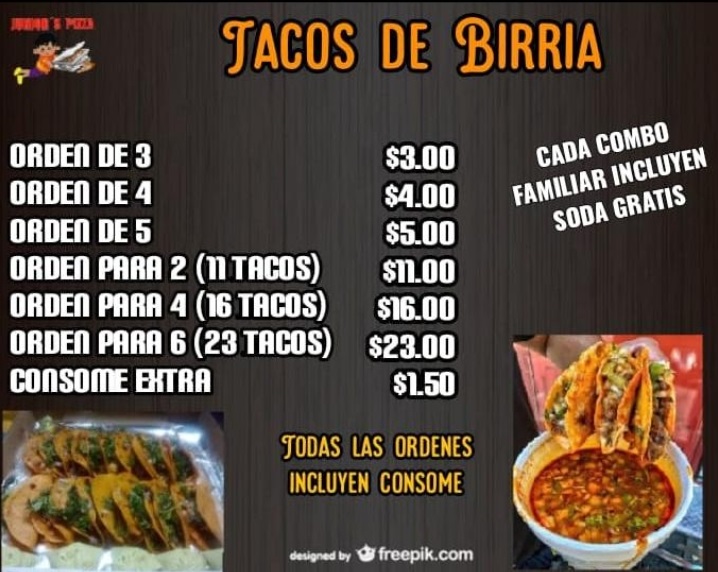 TACOS DE BIRRIA
ORDEN DE 3 $3.00
ORDEN DE 4 $4.00
ORDEN DE 5 $5.00
ORDEN PARA 2 (11 TACOS) $11.00
ORDEN PARA 4 (16 TACOS) $16.00
ORDEN PARA 6 (23 TACOS) $23.00
CONSOME EXTRA $1.50
CADA COMBO
FAMILIAR INCLUYEN
SODA GRATIS
TODAS LAS ORDENES
INCLUYEN CONSOME
designed by freepik.com